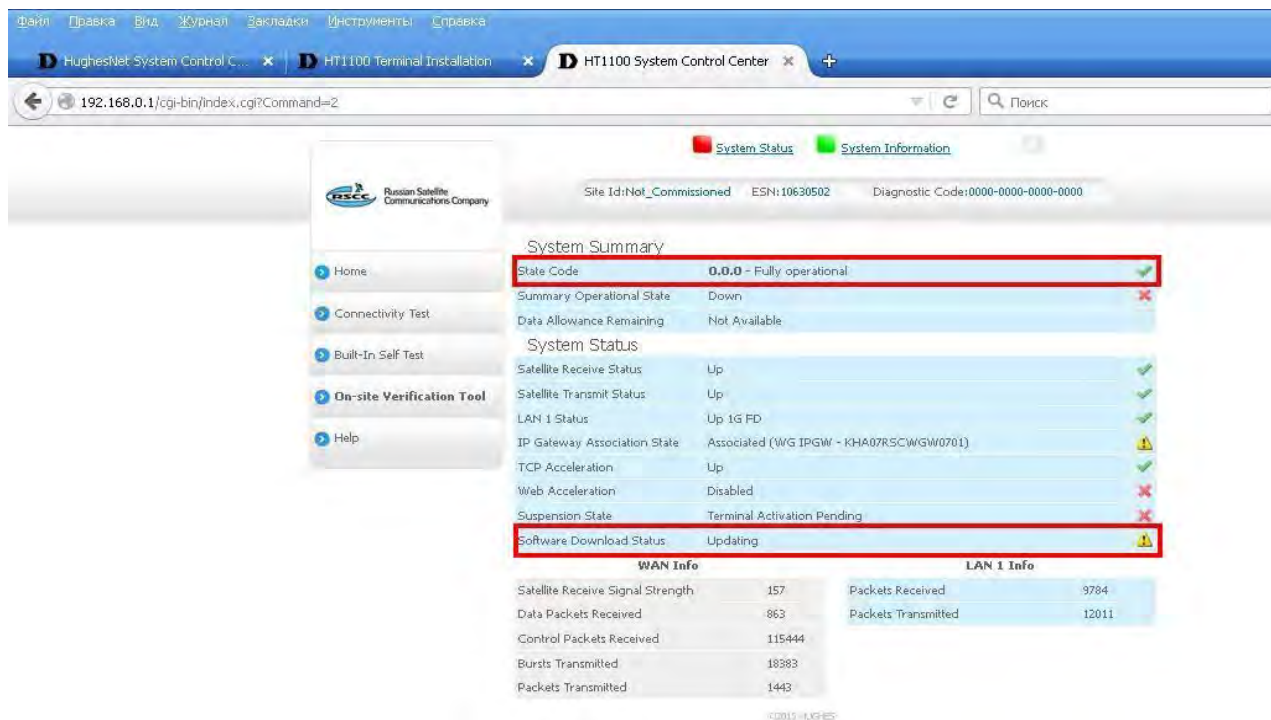 Файл Правка Вид Журнал Закладки Инструменты Справка
HughesNet System Control C... HT1100 Terminal Installation HT1100 System Control Center
192.168.0.1/cgi-bin/index.cgi?Command=2 Поиск
System Status System Information
RSCC Russian Satellite
Communications Company
Site Id:Not_Commissioned ESN:10630502 Diagnostic Code:0000-0000-0000-0000
Home
Connectivity Test
Built-In Self Test
On-site Verification Tool
Help
System Summary
State Code 0.0.0 - Fully operational
Summary Operational State Down
Data Allowance Remaining Not Available
System Status
Satellite Receive Status Up
Satellite Transmit Status Up
LAN 1 Status Up 1G FD
IP Gateway Association State Associated (WG IPGW - KHA07RSCWGW0701)
TCP Acceleration Up
Web Acceleration Disabled
Suspension State Terminal Activation Pending
Software Download Status Updating
WAN Info
Satellite Receive Signal Strength 157
Data Packets Received 863
Control Packets Received 115444
Bursts Transmitted 18383
Packets Transmitted 1443
LAN 1 Info
Packets Received 9784
Packets Transmitted 12011
©2015 HUGHES